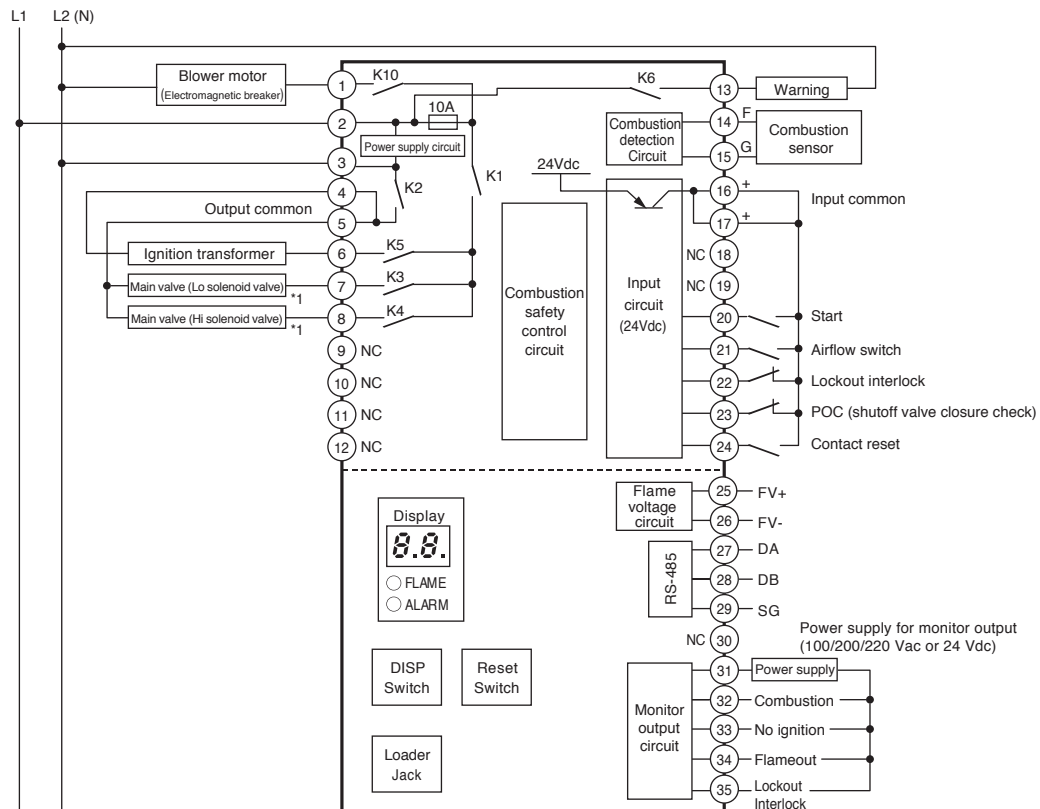 L1 L2 (N)
Blower motor
(Electromagnetic breaker)
1 K10 K6 13 Warning
2 10A 14 F
Combustion
detection
Circuit
Combustion
sensor
Power supply circuit
15 G
3
24Vdc
4 K2 K1 16 +
Input common
Output common
5 17 +
Ignition transformer 6 K5 NC 18
Main valve (Lo solenoid valve) *1 7 K3 NC 19
Main valve (Hi solenoid valve) *1 8 K4
Combustion
safety
control
circuit
Input
circuit
(24Vdc)
20 Start
9 NC 21 Airflow switch
10 NC 22 Lockout interlock
11 NC 23 POC (shutoff valve closure check)
12 NC 24 Contact reset
Flame
voltage
circuit
25 FV+
26 FV-
Display
8.8.
FLAME
ALARM
RS-485
27 DA
28 DB
29 SG
NC 30
Power supply for monitor output
(100/200/220 Vac or 24 Vdc)
DISP
Switch
Reset
Switch
Loader
Jack
Monitor
output
circuit
31 Power supply
32 Combustion
33 No ignition
34 Flameout
35 Lockout
Interlock